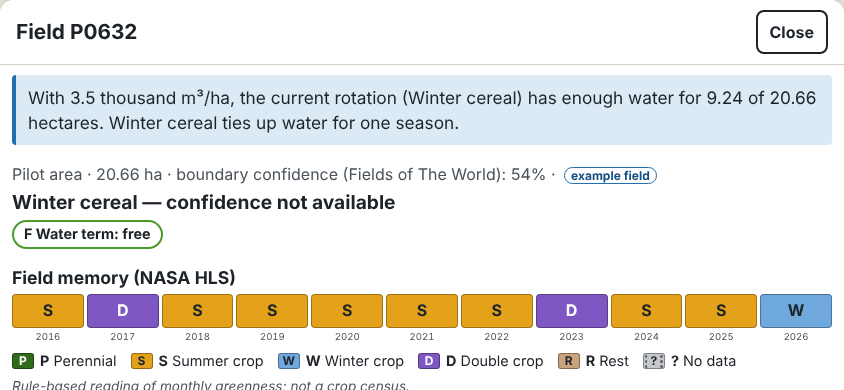 Field P0632
Close
With 3.5 thousand m³/ha, the current rotation (Winter cereal) has enough water for 9.24 of 20.66
hectares. Winter cereal ties up water for one season.
Pilot area · 20.66 ha · boundary confidence (Fields of The World): 54% · example field
Winter cereal — confidence not available
F Water term: free
Field memory (NASA HLS)
S D S S S S S D S S W
2016 2017 2018 2019 2020 2021 2022 2023 2024 2025 2026
P P Perennial S S Summer crop W W Winter crop D D Double crop R R Rest ? ? No data
Rule-based reading of monthly greenness; not a crop census.